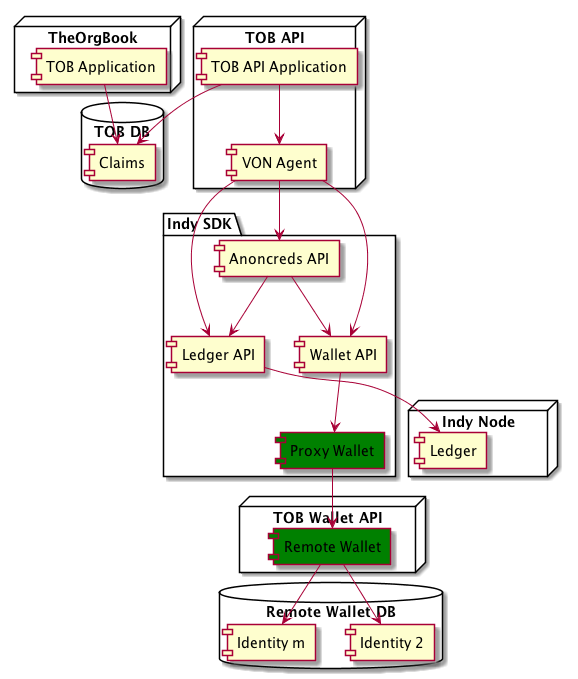 TheOrgBook
TOB Application
TOB API
TOB API Application
TOB DB
Claims
VON Agent
Indy SDK
Anoncreds API
Ledger API
Wallet API
Indy Node
Ledger
Proxy Wallet
TOB Wallet API
Remote Wallet
Remote Wallet DB
Identity m
Identity 2